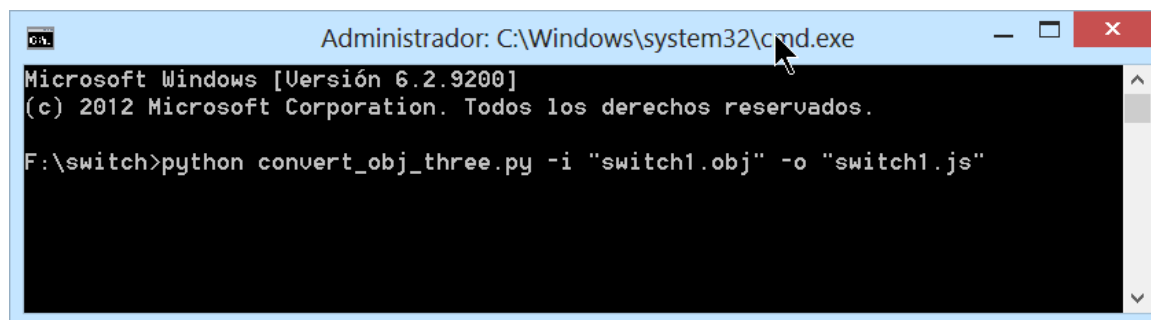 Administrador: C:\Windows\system32\cmd.exe
Microsoft Windows [Versión 6.2.9200]
(c) 2012 Microsoft Corporation. Todos los derechos reservados.
F:\switch>python convert_obj_three.py -i "switch1.obj" -o "switch1.js"